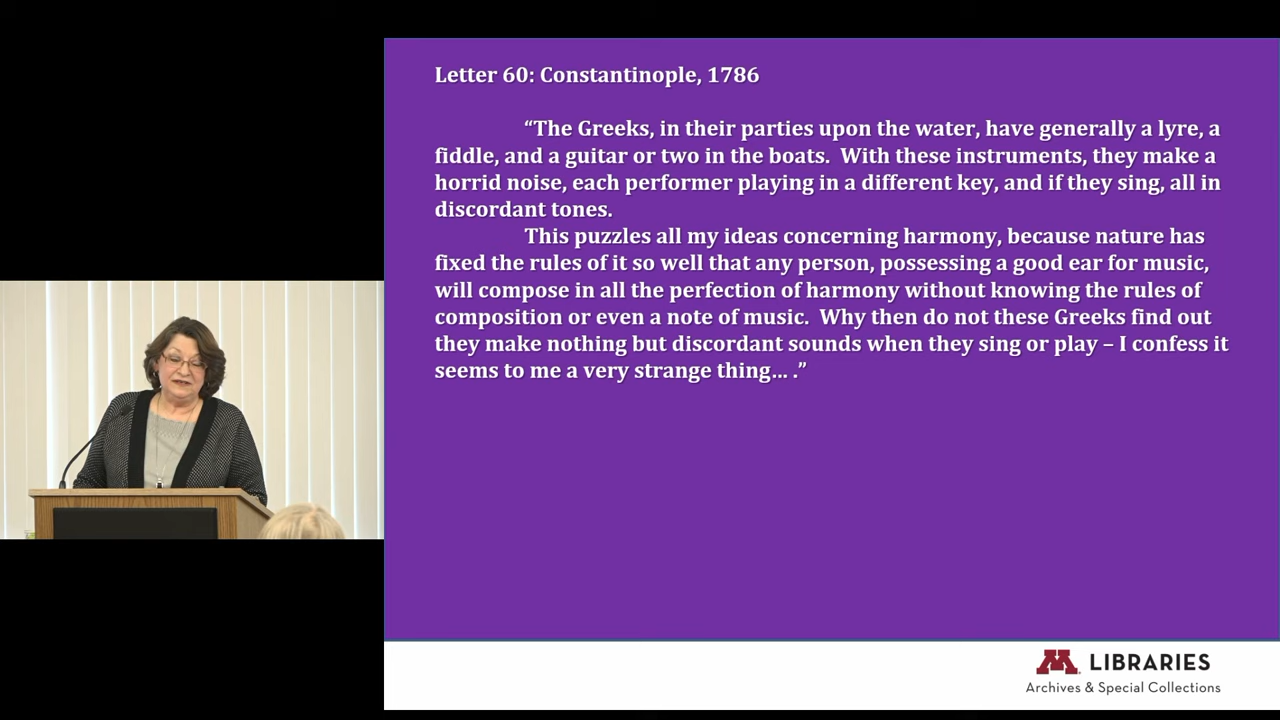 Letter 60: Constantinople, 1786
“The Greeks, in their parties upon the water, have generally a lyre, a
fiddle, and a guitar or two in the boats.  With these instruments, they make a
horrid noise, each performer playing in a different key, and if they sing, all in
discordant tones.
This puzzles all my ideas concerning harmony, because nature has
fixed the rules of it so well that any person, possessing a good ear for music,
will compose in all the perfection of harmony without knowing the rules of
composition or even a note of music.  Why then do not these Greeks find out
they make nothing but discordant sounds when they sing or play – I confess it
seems to me a very strange thing… .”
M LIBRARIES
Archives & Special Collections